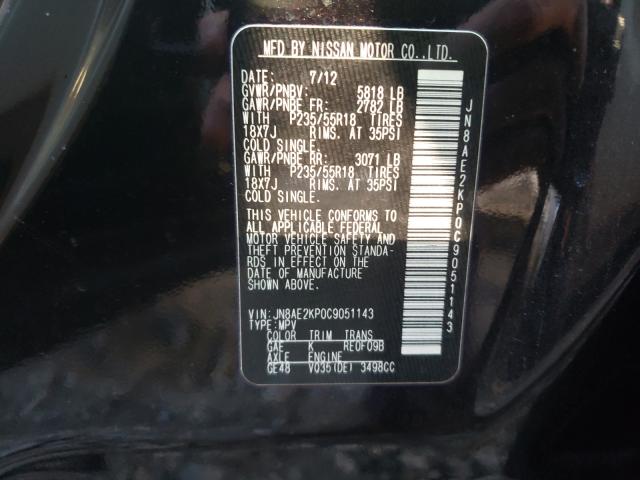 MFD BY NISSAN MOTOR CO.,LTD.
DATE: 7/12
GVWR/PNBV: 5818 LB
GAWR/PNBE FR: 2782 LB
WITH P235/55R18 TIRES
18X7J RIMS. AT 35PSI
COLD SINGLE.
GAWR/PNBE RR: 3071 LB
WITH P235/55R18 TIRES
18X7J RIMS. AT 35PSI
COLD SINGLE.
THIS VEHICLE CONFORMS TO
ALL APPLICABLE FEDERAL
MOTOR VEHICLE SAFETY AND
THEFT PREVENTION STANDA-
RDS IN EFFECT ON THE
DATE OF MANUFACTURE
SHOWN ABOVE.
VIN: JN8AE2KP0C9051143
TYPE: MPV
COLOR TRIM TRANS
GAE K RE0F09B
AXLE ENGINE
GE48 VQ35(DE) 3498CC
JN8AE2KP0C9051143